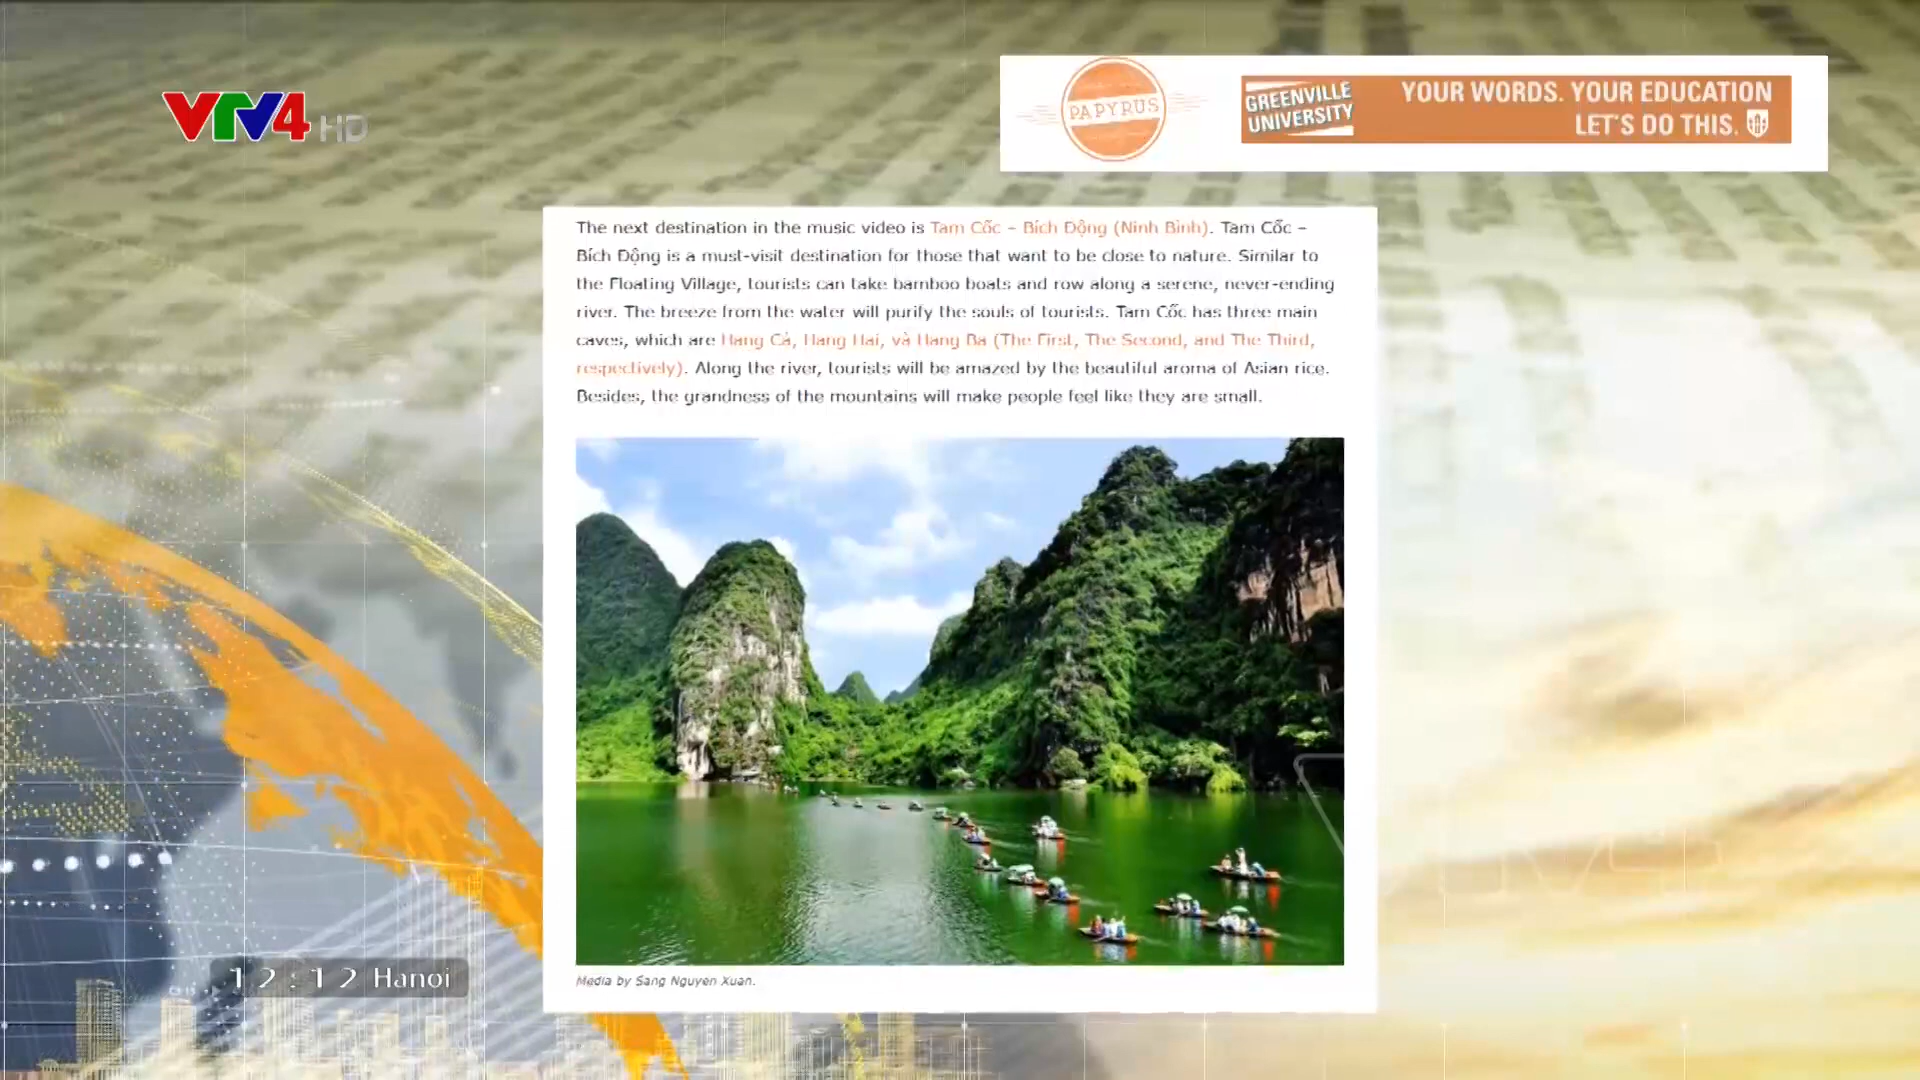 VTV4 HD
PAPYRUS
GREENVILLE
UNIVERSITY
YOUR WORDS. YOUR EDUCATION
LET'S DO THIS.
The next destination in the music video is Tam Cốc – Bích Động (Ninh Bình). Tam Cốc –
Bích Động is a must-visit destination for those that want to be close to nature. Similar to
the Floating Village, tourists can take bamboo boats and row along a serene, never-ending
river. The breeze from the water will purify the souls of tourists. Tam Cốc has three main
caves, which are Hang Cả, Hang Hai, và Hang Ba (The First, The Second, and The Third,
respectively). Along the river, tourists will be amazed by the beautiful aroma of Asian rice.
Besides, the grandness of the mountains will make people feel like they are small.
Media by Sang Nguyen Xuan.
12:12 Hanoi